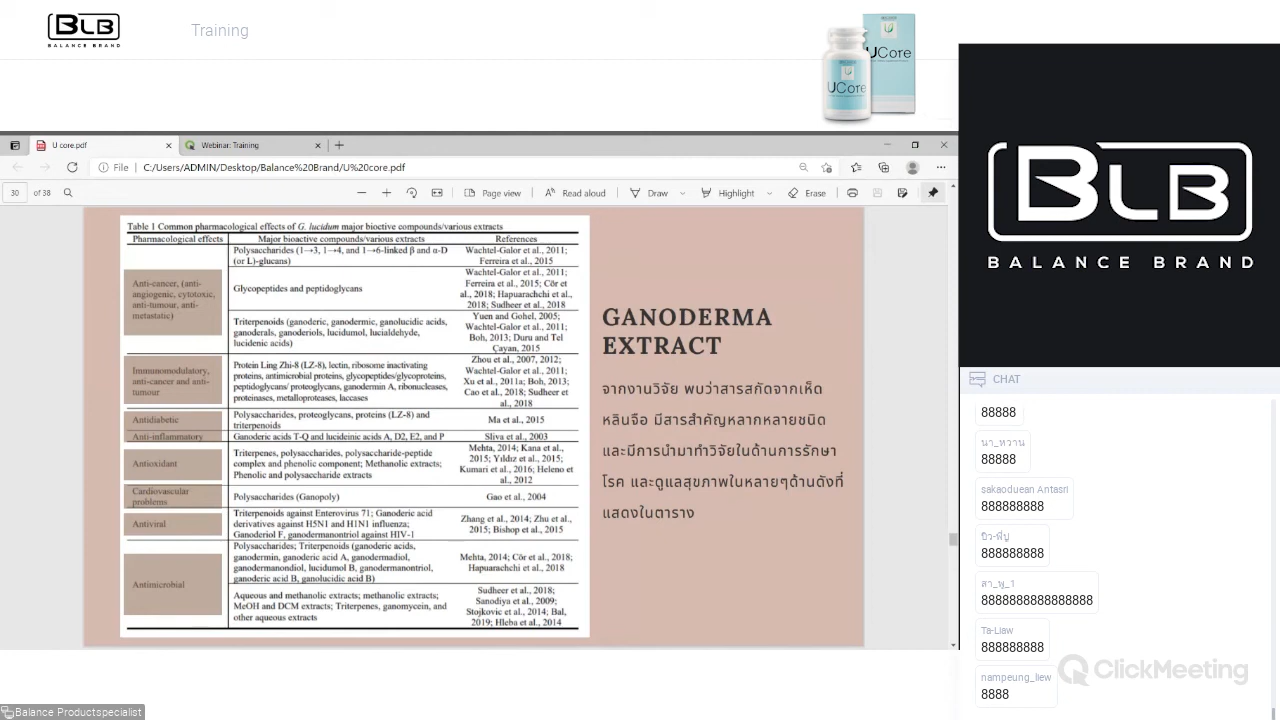 BLB
BALANCE BRAND
Training
UCore
UCore
U core.pdf
Webinar: Training
File
C:/Users/ADMIN/Desktop/Balance%20Brand/U%20core.pdf
30 of 38
Page view
Read aloud
Draw
Highlight
Erase
Table 1 Common pharmacological effects of G. lucidum major bioctive compounds/various extracts
Pharmacological effects Major bioactive compounds/various extracts References
Anti-cancer, (anti-
angiogenic, cytotoxic,
anti-tumour, anti-
metastatic)
Polysaccharides (1→3, 1→4, and 1→6-linked β and α-D
(or L)-glucans)
Wachtel-Galor et al., 2011;
Ferreira et al., 2015
Glycopeptides and peptidoglycans
Wachtel-Galor et al., 2011;
Ferreira et al., 2015; Cör et
al., 2018; Hapuarachchi et al.,
2018; Sudheer et al., 2018
Triterpenoids (ganoderic, ganodermic, ganolucidic acids,
ganoderals, ganoderiols, lucidumol, lucialdehyde,
lucidenic acids)
Yuen and Gohel, 2005;
Wachtel-Galor et al., 2011;
Boh, 2013; Duru and Tel
Çayan, 2015
Immunomodulatory,
anti-cancer and anti-
tumour
Protein Ling Zhi-8 (LZ-8), lectin, ribosome inactivating
proteins, antimicrobial proteins, glycopeptides/glycoproteins,
peptidoglycans/ proteoglycans, ganodermin A, ribonucleases,
proteinases, metalloproteases, laccases
Zhou et al., 2007, 2012;
Wachtel-Galor et al., 2011;
Xu et al., 2011a; Boh, 2013;
Cao et al., 2018; Sudheer et
al., 2018
Antidiabetic
Polysaccharides, proteoglycans, proteins (LZ-8) and
triterpenoids
Ma et al., 2015
Anti-inflammatory
Ganoderic acids T-Q and lucideinic acids A, D2, E2, and P
Sliva et al., 2003
Antioxidant
Triterpenes, polysaccharides, polysaccharide-peptide
complex and phenolic component; Methanolic extracts;
Phenolic and polysaccharide extracts
Mehta, 2014; Kana et al.,
2015; Yıldız et al., 2015;
Kumari et al., 2016; Heleno et
al., 2012
Cardiovascular
problems
Polysaccharides (Ganopoly)
Gao et al., 2004
Antiviral
Triterpenoids against Enterovirus 71; Ganoderic acid
derivatives against H5N1 and H1N1 influenza;
Ganoderiol F, ganodermanontriol against HIV-1
Zhang et al., 2014; Zhu et al.,
2015; Bishop et al., 2015
Antimicrobial
Polysaccharides; Triterpenoids (ganoderic acids,
ganodermin, ganoderic acid A, ganodermadiol,
ganodermanondiol, lucidumol B, ganodermanontriol,
ganoderic acid B, ganolucidic acid B)
Mehta, 2014; Cör et al., 2018;
Hapuarachchi et al., 2018
Aqueous and methanolic extracts; methanolic extracts;
MeOH and DCM extracts; Triterpenes, ganomycein, and
other aqueous extracts
Sudheer et al., 2018;
Sanodiya et al., 2009;
Stojkovic et al., 2014; Bal,
2019; Hleba et al., 2014
GANODERMA
EXTRACT
จากงานวิจัย พบว่าสารสกัดจากเห็ด
หลินจือ มีสารสำคัญหลากหลายชนิด
และมีการนำมาทำวิจัยในด้านการรักษา
โรค และดูแลสุขภาพในหลายๆด้านดังที่
แสดงในตาราง
BLB
BALANCE BRAND
CHAT
88888
นา_หวาน
88888
sakaoduean Antasri
888888888
บิว-พีบู
888888888
สา_พ_1
8888888888888888
Ta-Liaw
888888888
nampeung_liew
8888
ClickMeeting
Balance Productspecialist